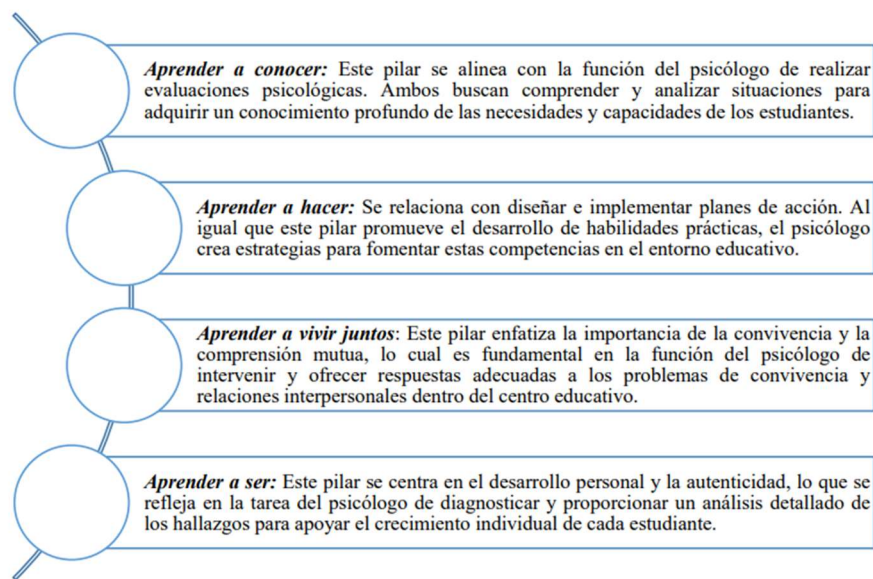 Aprender a conocer: Este pilar se alinea con la función del psicólogo de realizar
evaluaciones psicológicas. Ambos buscan comprender y analizar situaciones para
adquirir un conocimiento profundo de las necesidades y capacidades de los estudiantes.
Aprender a hacer: Se relaciona con diseñar e implementar planes de acción. Al
igual que este pilar promueve el desarrollo de habilidades prácticas, el psicólogo
crea estrategias para fomentar estas competencias en el entorno educativo.
Aprender a vivir juntos: Este pilar enfatiza la importancia de la convivencia y la
comprensión mutua, lo cual es fundamental en la función del psicólogo de
intervenir y ofrecer respuestas adecuadas a los problemas de convivencia y
relaciones interpersonales dentro del centro educativo.
Aprender a ser: Este pilar se centra en el desarrollo personal y la autenticidad, lo que se
refleja en la tarea del psicólogo de diagnosticar y proporcionar un análisis detallado de
los hallazgos para apoyar el crecimiento individual de cada estudiante.